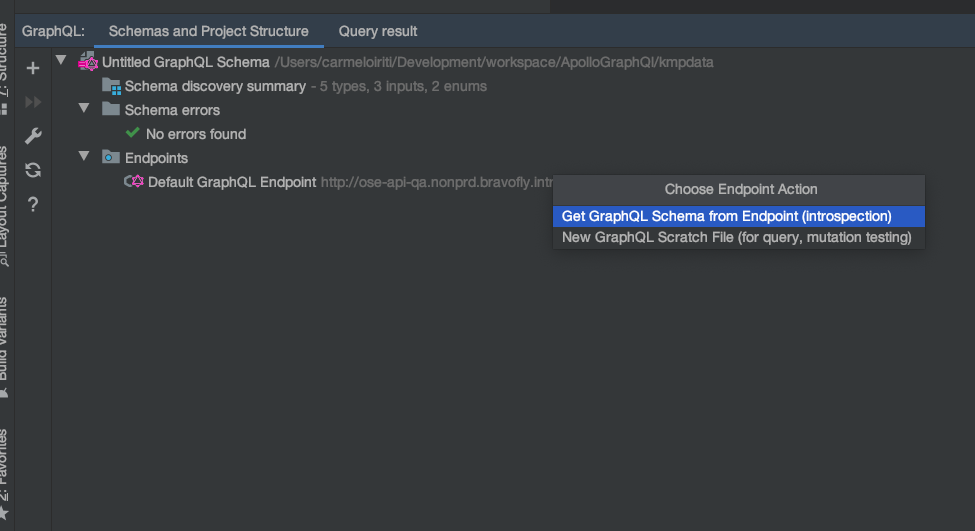 GraphQL: Schemas and Project Structure Query result
Untitled GraphQL Schema /Users/carmeloiriti/Development/workspace/ApolloGraphQl/kmpdata
Schema discovery summary - 5 types, 3 inputs, 2 enums
Schema errors
No errors found
Endpoints
Default GraphQL Endpoint http://ose-api-qa.nonprd.bravofly.intr
Choose Endpoint Action
Get GraphQL Schema from Endpoint (introspection)
New GraphQL Scratch File (for query, mutation testing)
?
7: Structure
Layout Captures
Build Variants
2: Favorites